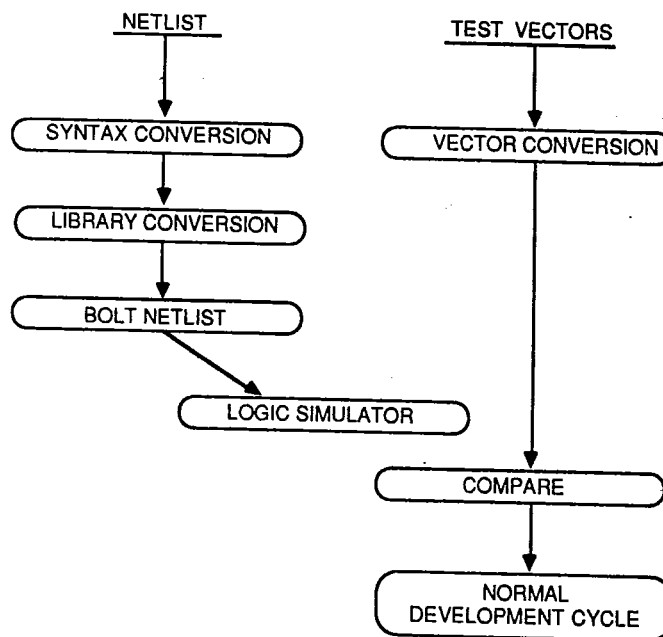 NETLIST
TEST VECTORS
SYNTAX CONVERSION
VECTOR CONVERSION
LIBRARY CONVERSION
BOLT NETLIST
LOGIC SIMULATOR
COMPARE
NORMAL
DEVELOPMENT CYCLE